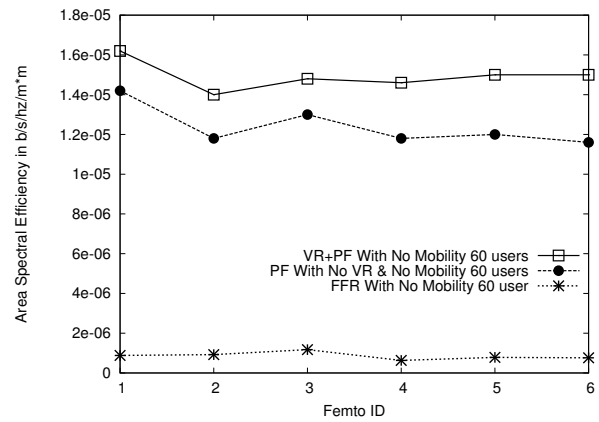 1.8e-05
1.6e-05
1.4e-05
1.2e-05
1e-05
8e-06
6e-06
4e-06
2e-06
0
Area Spectral Efficiency in b/s/hz/m*m
VR+PF With No Mobility 60 users
PF With No VR & No Mobility 60 users
FFR With No Mobility 60 user
1 2 3 4 5 6
Femto ID